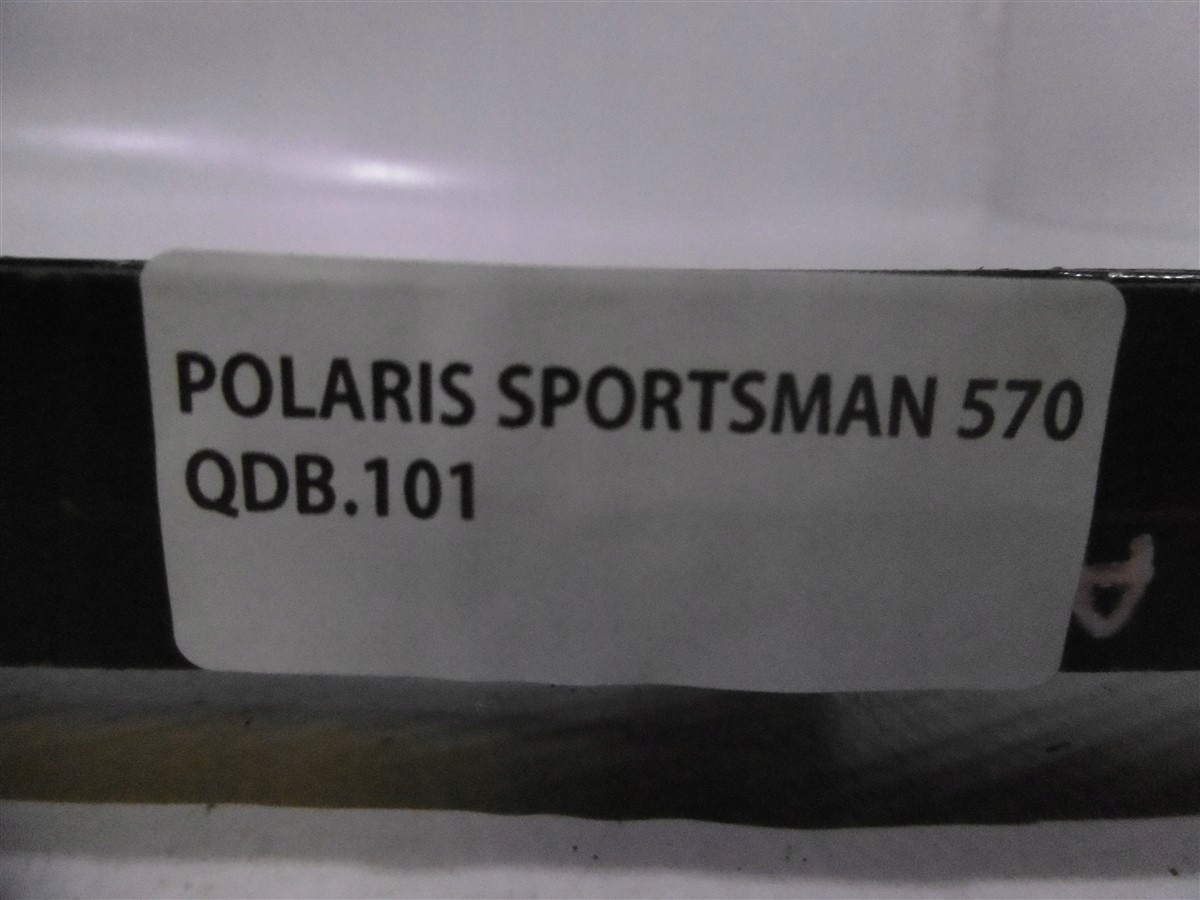 POLARIS SPORTSMAN 570
QDB.101